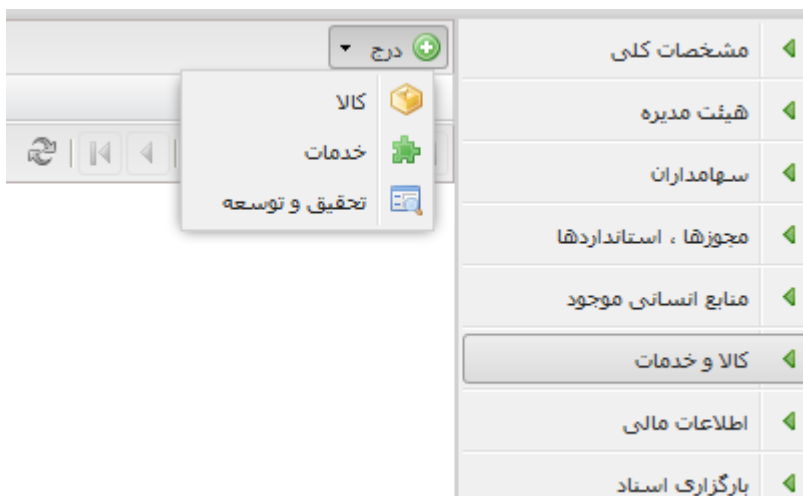 مشخصات کلی
هیئت مدیره
سهامداران
مجوزها ، استانداردها
منابع انسانی موجود
کالا و خدمات
اطلاعات مالی
بارگزاری اسناد
درج
کالا
خدمات
تحقیق و توسعه